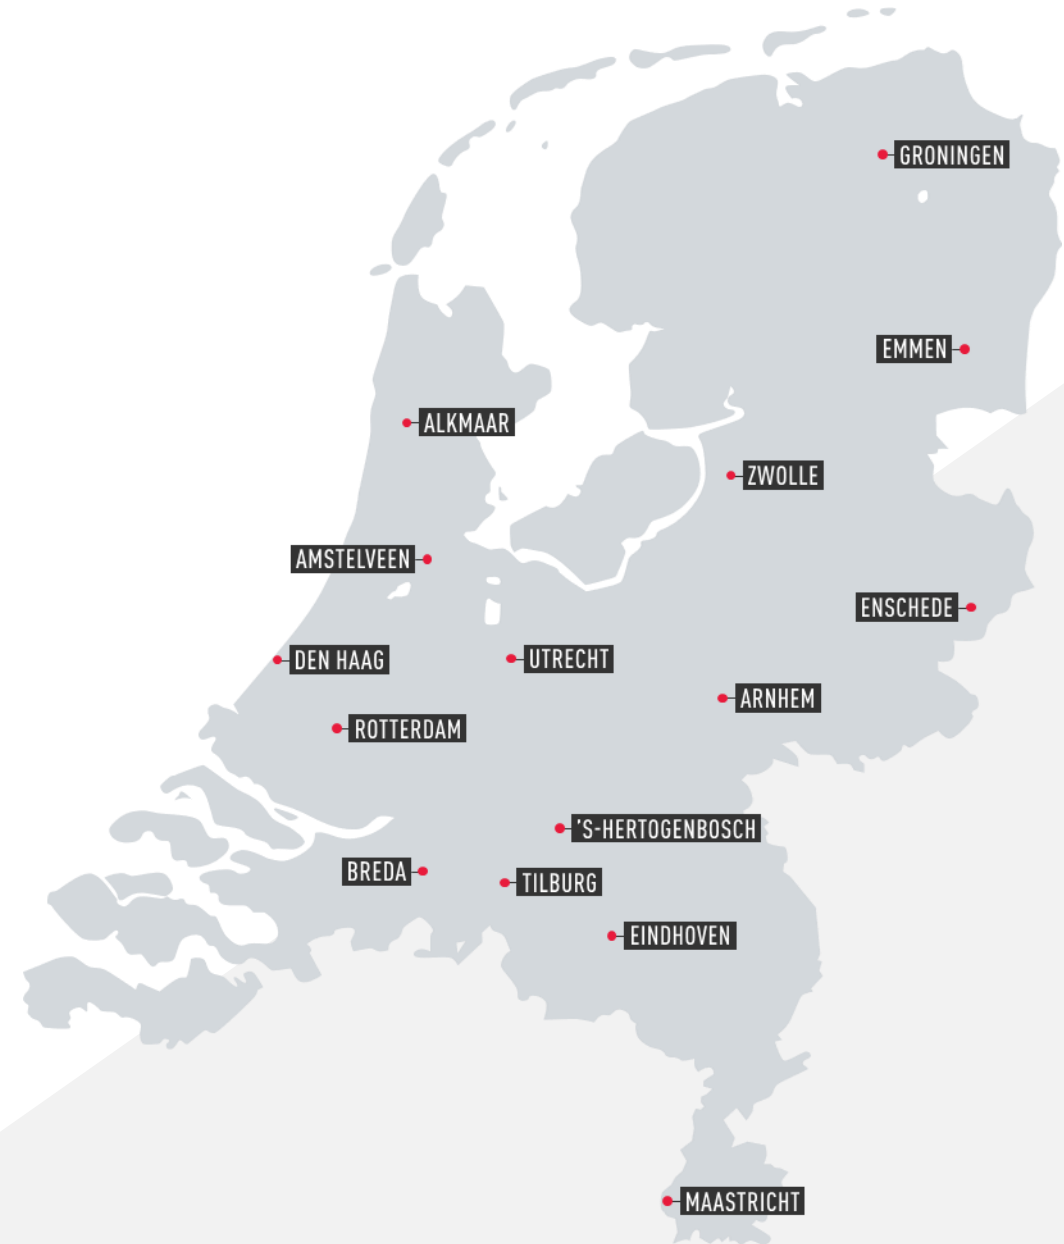 GRONINGEN
EMMEN
ALKMAAR
ZWOLLE
AMSTELVEEN
ENSCHEDE
DEN HAAG
UTRECHT
ARNHEM
ROTTERDAM
'S-HERTOGENBOSCH
BREDA
TILBURG
EINDHOVEN
MAASTRICHT